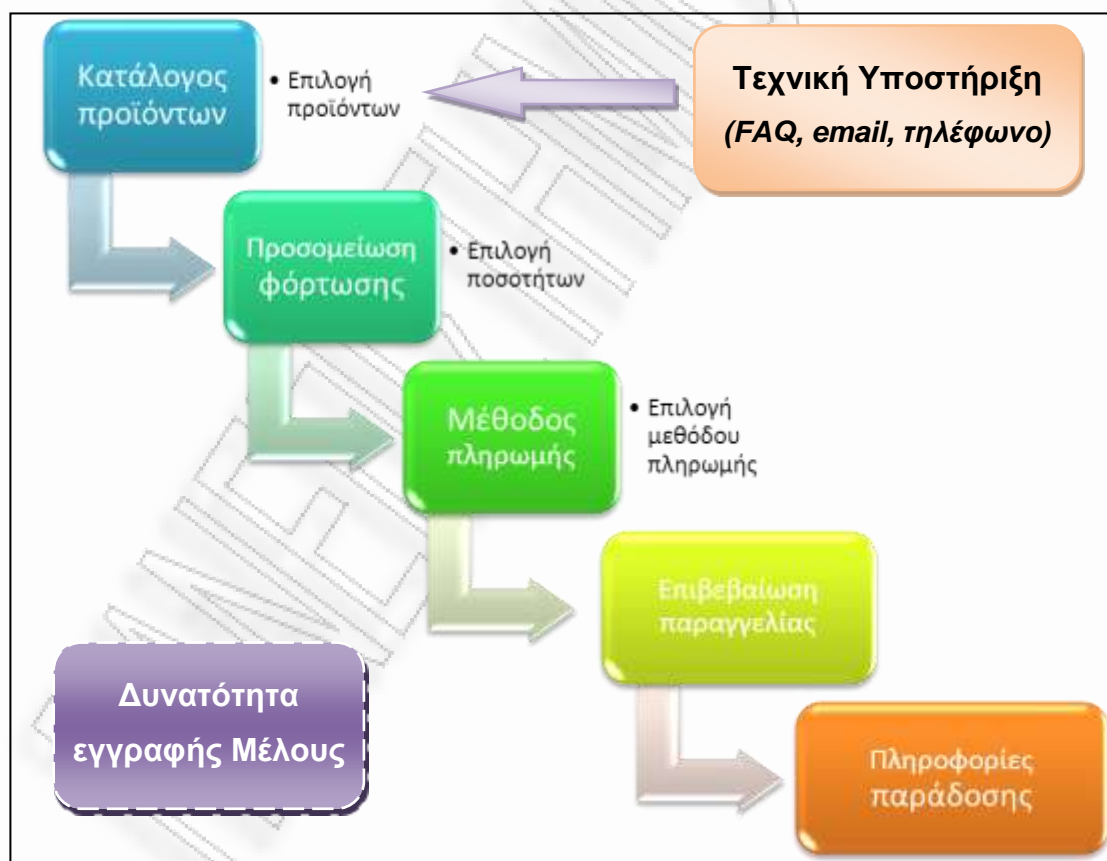 Κατάλογος
προϊόντων
• Επιλογή
προϊόντων
Τεχνική Υποστήριξη
(FAQ, email, τηλέφωνο)
Προσομείωση
φόρτωσης
• Επιλογή
ποσοτήτων
Μέθοδος
πληρωμής
• Επιλογή
μεθόδου
πληρωμής
Επιβεβαίωση
παραγγελίας
Δυνατότητα
εγγραφής Μέλους
Πληροφορίες
παράδοσης